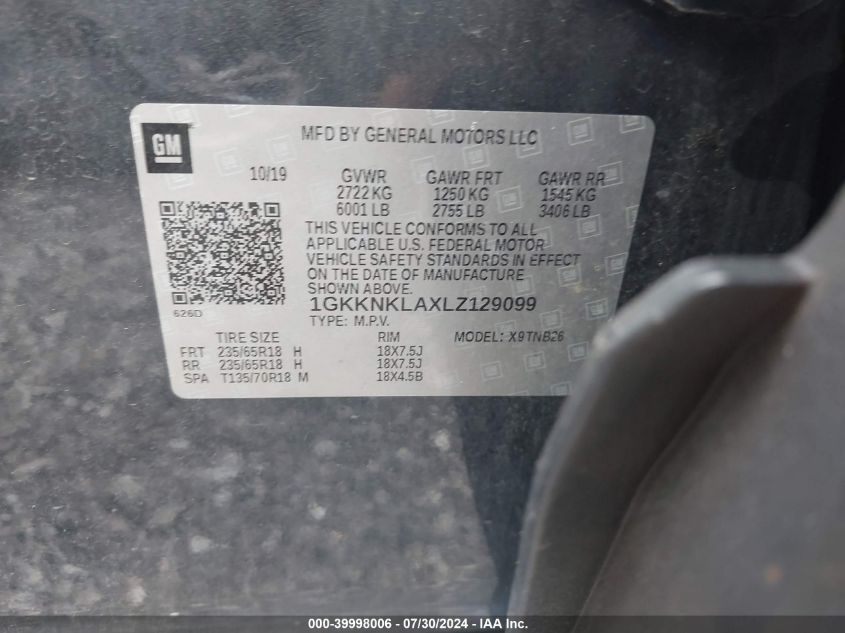 GM
MFD BY GENERAL MOTORS LLC
10/19 GVWR GAWR FRT GAWR RR
2722 KG 1250 KG 1545 KG
6001 LB 2755 LB 3406 LB
THIS VEHICLE CONFORMS TO ALL
APPLICABLE U.S. FEDERAL MOTOR
VEHICLE SAFETY STANDARDS IN EFFECT
ON THE DATE OF MANUFACTURE
SHOWN ABOVE.
626D
1GKKNKLAXLZ129099
TYPE: M.P.V.
TIRE SIZE RIM MODEL: X9TNB26
FRT 235/65R18 H 18X7.5J
RR 235/65R18 H 18X7.5J
SPA T135/70R18 M 18X4.5B
000-39998006 / 07/30/2024 - IAA Inc.